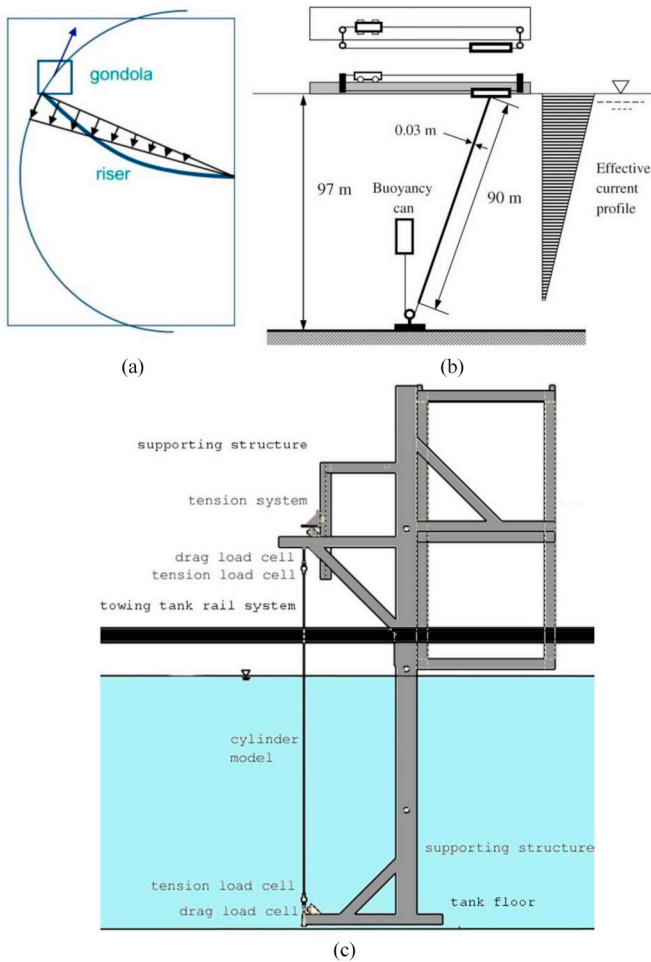 gondola
riser
(a)
0.03 m
97 m
Buoyancy
can
90 m
Effective
current
profile
(b)
supporting structure
tension system
drag load cell
tension load cell
towing tank rail system
cylinder
model
supporting structure
tension load cell
tank floor
drag load cell
(c)